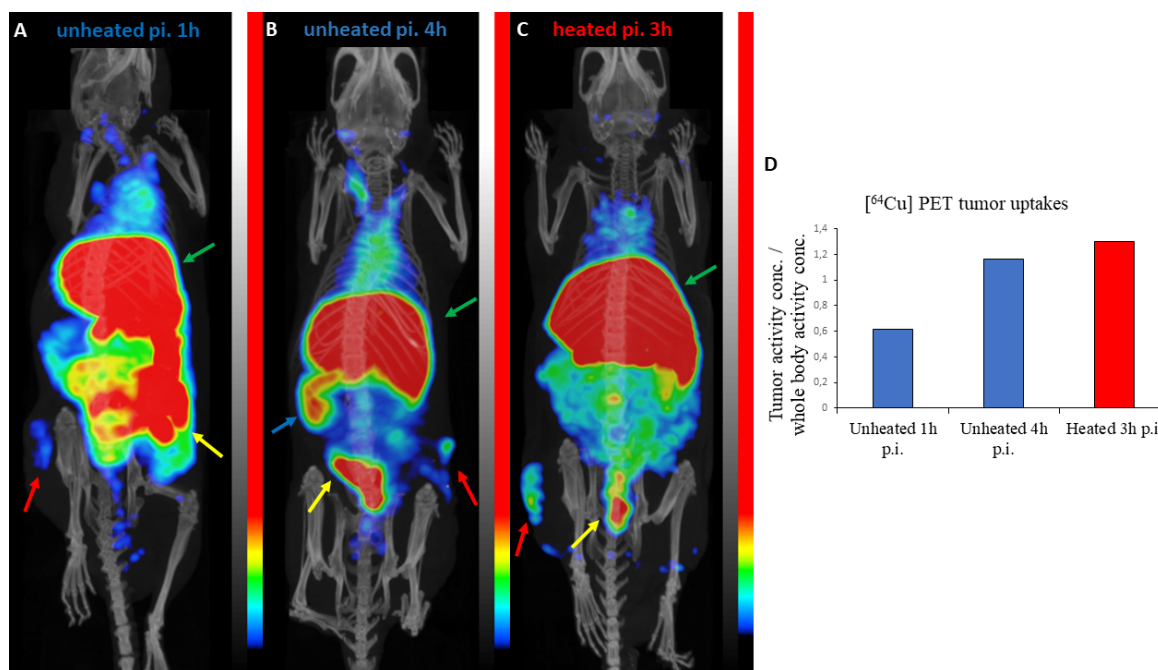 A unheated pi. 1h
B unheated pi. 4h
C heated pi. 3h
D
[⁶⁴Cu] PET tumor uptakes
Tumor activity conc. /
whole body activity conc.
1,4
1,2
1
0,8
0,6
0,4
0,2
0
Unheated 1h
p.i.
Unheated 4h
p.i.
Heated 3h p.i